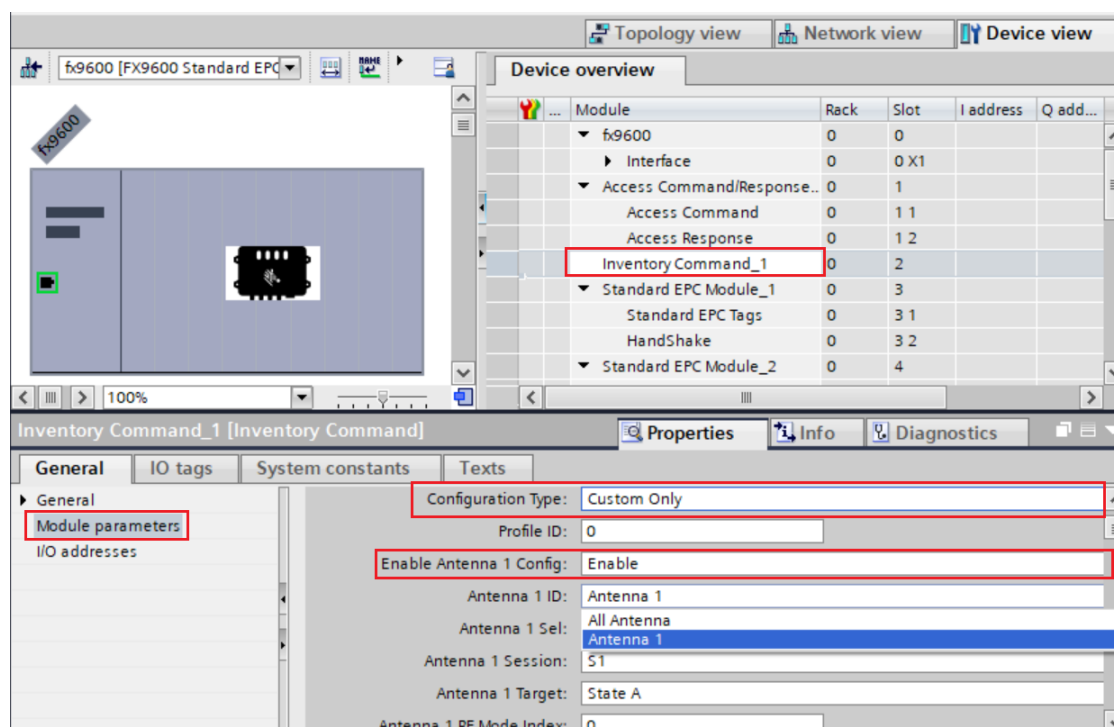 Topology view Network view Device view
fx9600 [FX9600 Standard EPC
NAME
Device overview
... Module Rack Slot I address Q add...
fx9600
fx9600 0 0
Interface 0 0 X1
Access Command/Response.. 0 1
Access Command 0 1 1
Access Response 0 1 2
Inventory Command_1 0 2
Standard EPC Module_1 0 3
Standard EPC Tags 0 3 1
HandShake 0 3 2
Standard EPC Module_2 0 4
100%
Inventory Command_1 [Inventory Command] Properties Info Diagnostics
General IO tags System constants Texts
General
Module parameters
I/O addresses
Configuration Type: Custom Only
Profile ID: 0
Enable Antenna 1 Config: Enable
Antenna 1 ID: Antenna 1
Antenna 1 Sel: All Antenna
Antenna 1
Antenna 1 Session: S1
Antenna 1 Target: State A
Antenna 1 RF Mode Index: 0